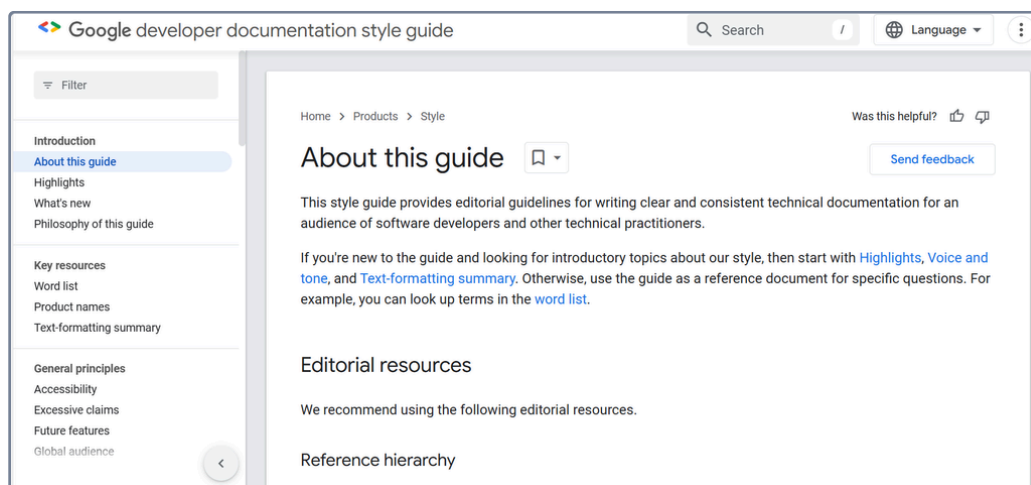 Google developer documentation style guide
Search
/
Language
Filter
Introduction
About this guide
Highlights
What's new
Philosophy of this guide
Key resources
Word list
Product names
Text-formatting summary
General principles
Accessibility
Excessive claims
Future features
Global audience
Home > Products > Style
Was this helpful?
About this guide
Send feedback
This style guide provides editorial guidelines for writing clear and consistent technical documentation for an
audience of software developers and other technical practitioners.
If you're new to the guide and looking for introductory topics about our style, then start with Highlights, Voice and
tone, and Text-formatting summary. Otherwise, use the guide as a reference document for specific questions. For
example, you can look up terms in the word list.
Editorial resources
We recommend using the following editorial resources.
Reference hierarchy